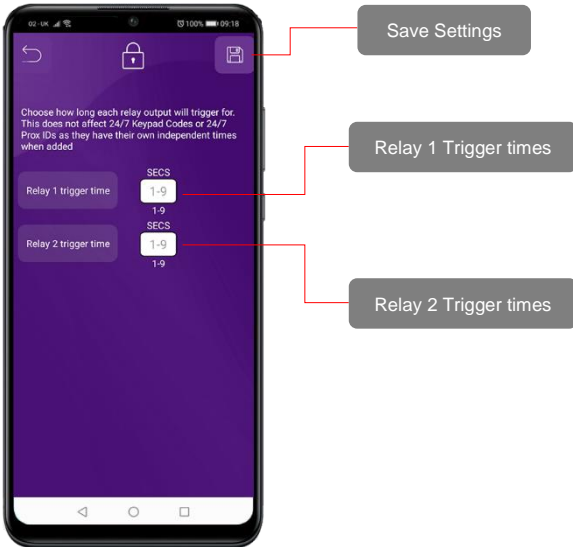 02-UK 100% 09:18
Save Settings
Choose how long each relay output will trigger for.
This does not affect 24/7 Keypad Codes or 24/7
Prox IDs as they have their own independent times
when added
Relay 1 Trigger times
SECS
Relay 1 trigger time 1-9
1-9
SECS
Relay 2 trigger time 1-9
1-9
Relay 2 Trigger times